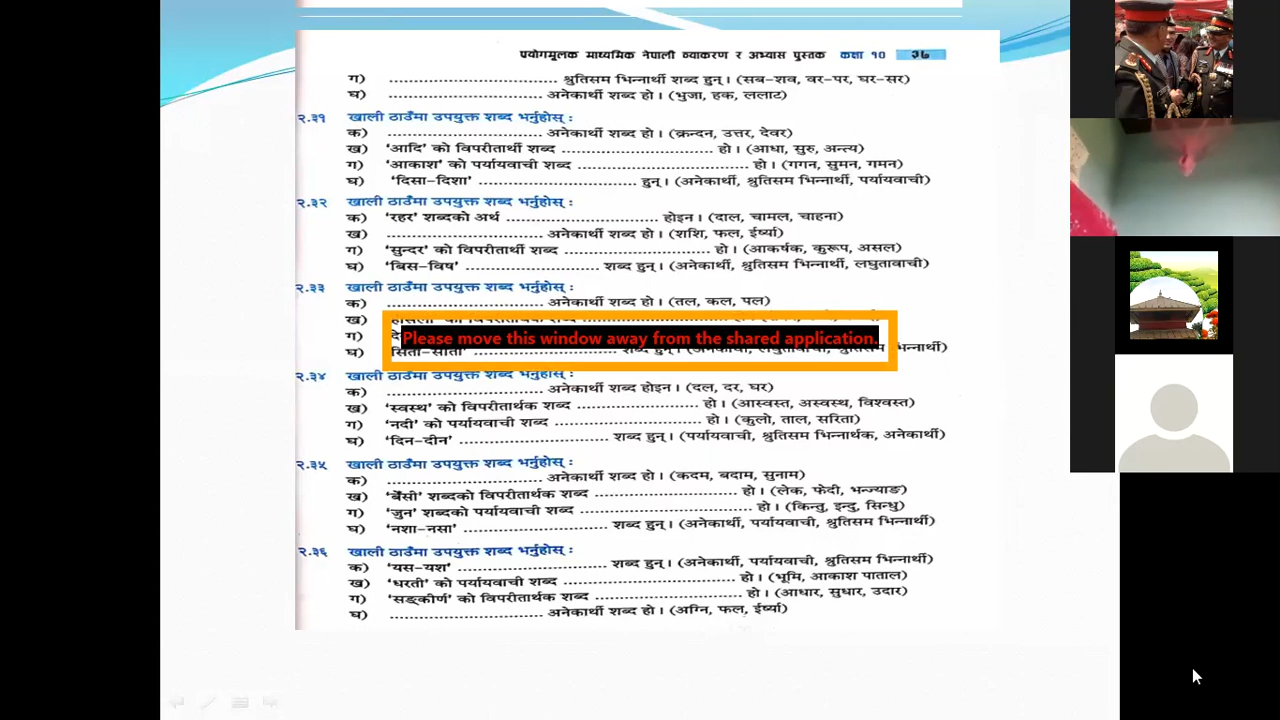 प्रयोगमूलक माध्यमिक नेपाली व्याकरण र अभ्यास पुस्तक कक्षा १० २७
ग) ................................ श्रुतिसम भिन्नार्थी शब्द हुन् । (सब–शव, वर–पर, घर–सर)
घ) ................................ अनेकार्थी शब्द हो । (भुजा, हक, ललाट)
२.३१ खाली ठाउँमा उपयुक्त शब्द भर्नुहोस् :
क) ................................ अनेकार्थी शब्द हो । (क्रन्दन, उत्तर, देवर)
ख) 'आदि' को विपरीतार्थी शब्द ................................ हो । (आधा, सुरु, अन्त्य)
ग) 'आकाश' को पर्यायवाची शब्द ................................ हो । (गगन, सुमन, गमन)
घ) 'दिसा–दिशा' ................................ हुन् । (अनेकार्थी, श्रुतिसम भिन्नार्थी, पर्यायवाची)
२.३२ खाली ठाउँमा उपयुक्त शब्द भर्नुहोस् :
क) 'रहर' शब्दको अर्थ ................................ होइन । (दाल, चामल, चाहना)
ख) ................................ अनेकार्थी शब्द हो । (शशि, फल, ईर्ष्या)
ग) 'सुन्दर' को विपरीतार्थी शब्द ................................ हो । (आकर्षक, कुरूप, असल)
घ) 'बिस–विष' ................................ शब्द हुन् । (अनेकार्थी, श्रुतिसम भिन्नार्थी, लघुतावाची)
२.३३ खाली ठाउँमा उपयुक्त शब्द भर्नुहोस् :
क) ................................ अनेकार्थी शब्द हो । (तल, कल, पल)
ख)
ग)
Please move this window away from the shared application.
घ) 'सिता–सीता' ................................ शब्द हुन् । (अनेकार्थी, लघुतावाची, श्रुतिसम भिन्नार्थी)
२.३४ खाली ठाउँमा उपयुक्त शब्द भर्नुहोस् :
क) ................................ अनेकार्थी शब्द होइन । (दल, दर, घर)
ख) 'स्वस्थ' को विपरीतार्थक शब्द ................................ हो । (आस्वस्त, अस्वस्थ, विश्वस्त)
ग) 'नदी' को पर्यायवाची शब्द ................................ हो । (कुलो, ताल, सरिता)
घ) 'दिन–दीन' ................................ शब्द हुन् । (पर्यायवाची, श्रुतिसम भिन्नार्थक, अनेकार्थी)
२.३५ खाली ठाउँमा उपयुक्त शब्द भर्नुहोस् :
क) ................................ अनेकार्थी शब्द हो । (कदम, बदाम, सुनाम)
ख) 'बेँसी' शब्दको विपरीतार्थक शब्द ................................ हो । (लेक, फेदी, भन्ज्याङ)
ग) 'जुन' शब्दको पर्यायवाची शब्द ................................ हो । (किन्तु, इन्दु, सिन्धु)
घ) 'नशा–नसा' ................................ शब्द हुन् । (अनेकार्थी, पर्यायवाची, श्रुतिसम भिन्नार्थी)
२.३६ खाली ठाउँमा उपयुक्त शब्द भर्नुहोस् :
क) 'यस–यश' ................................ शब्द हुन् । (अनेकार्थी, पर्यायवाची, श्रुतिसम भिन्नार्थी)
ख) 'धरती' को पर्यायवाची शब्द ................................ हो । (भूमि, आकाश पाताल)
ग) 'सङ्कीर्ण' को विपरीतार्थक शब्द ................................ हो । (आधार, सुधार, उदार)
घ) ................................ अनेकार्थी शब्द हो । (अग्नि, फल, ईर्ष्या)